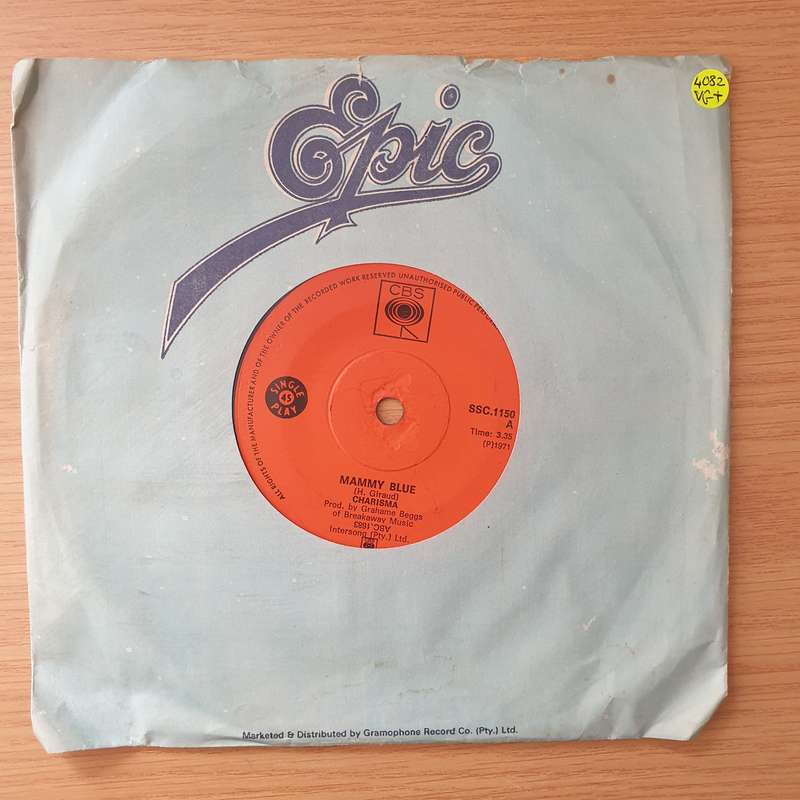 Epic
4082
VG+
ALL RIGHTS OF THE MANUFACTURER AND OF THE OWNER OF THE RECORDED WORK RESERVED UNAUTHORISED PUBLIC
CBS
SINGLE
45
PLAY
SSC.1150
A
Time: 3.35
(P)1971
MAMMY BLUE
(H. Giraud)
CHARISMA
Prod. by Grahame Beggs
of Breakaway Music
ABC.1693
Intersong (Pty.) Ltd.
Marketed & Distributed by Gramophone Record Co. (Pty.) Ltd.